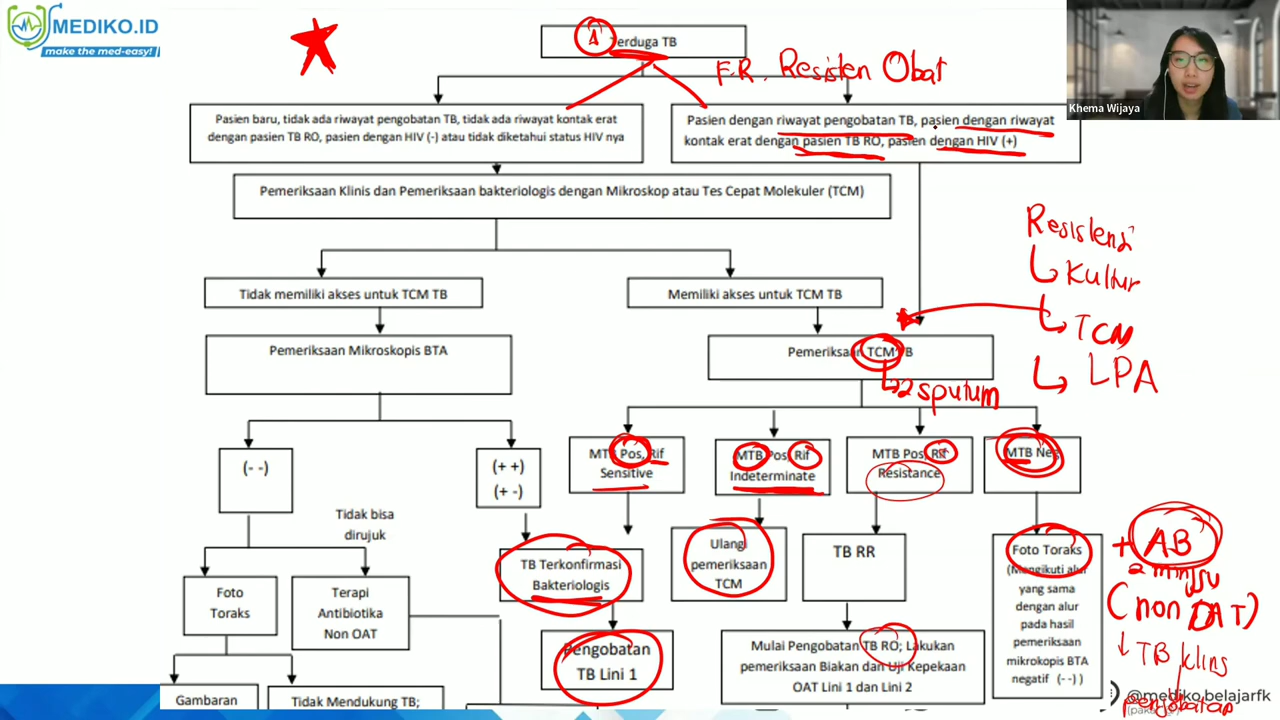 MEDIKO.ID
make the med-easy!
A
Terduga TB
F.R. Resisten Obat
Khema Wijaya
Pasien baru, tidak ada riwayat pengobatan TB, tidak ada riwayat kontak erat
dengan pasien TB RO, pasien dengan HIV (-) atau tidak diketahui status HIV nya
Pasien dengan riwayat pengobatan TB, pasien dengan riwayat
kontak erat dengan pasien TB RO, pasien dengan HIV (+)
Pemeriksaan Klinis dan Pemeriksaan bakteriologis dengan Mikroskop atau Tes Cepat Molekuler (TCM)
Resistensi
Kultur
TCM
LPA
Tidak memiliki akses untuk TCM TB
Memiliki akses untuk TCM TB
Pemeriksaan Mikroskopis BTA
Pemeriksaan TCM TB
2 sputum
(- -)
(+ +)
(+ -)
MTB Pos, Rif
Sensitive
MTB Pos, Rif
Indeterminate
MTB Pos, Rif
Resistance
MTB Neg
Tidak bisa
dirujuk
TB Terkonfirmasi
Bakteriologis
Ulangi
pemeriksaan
TCM
TB RR
Foto Toraks
(Mengikuti alur
yang sama
dengan alur
pada hasil
pemeriksaan
mikrokopis BTA
negatif (- -) )
+ AB
2 minggu
(non OAT)
TB klinis
pengobatan
Foto
Toraks
Terapi
Antibiotika
Non OAT
Pengobatan
TB Lini 1
Mulai Pengobatan TB RO; Lakukan
pemeriksaan Biakan dan Uji Kepekaan
OAT Lini 1 dan Lini 2
Gambaran
Tidak Mendukung TB;
@mediko.belajarfk